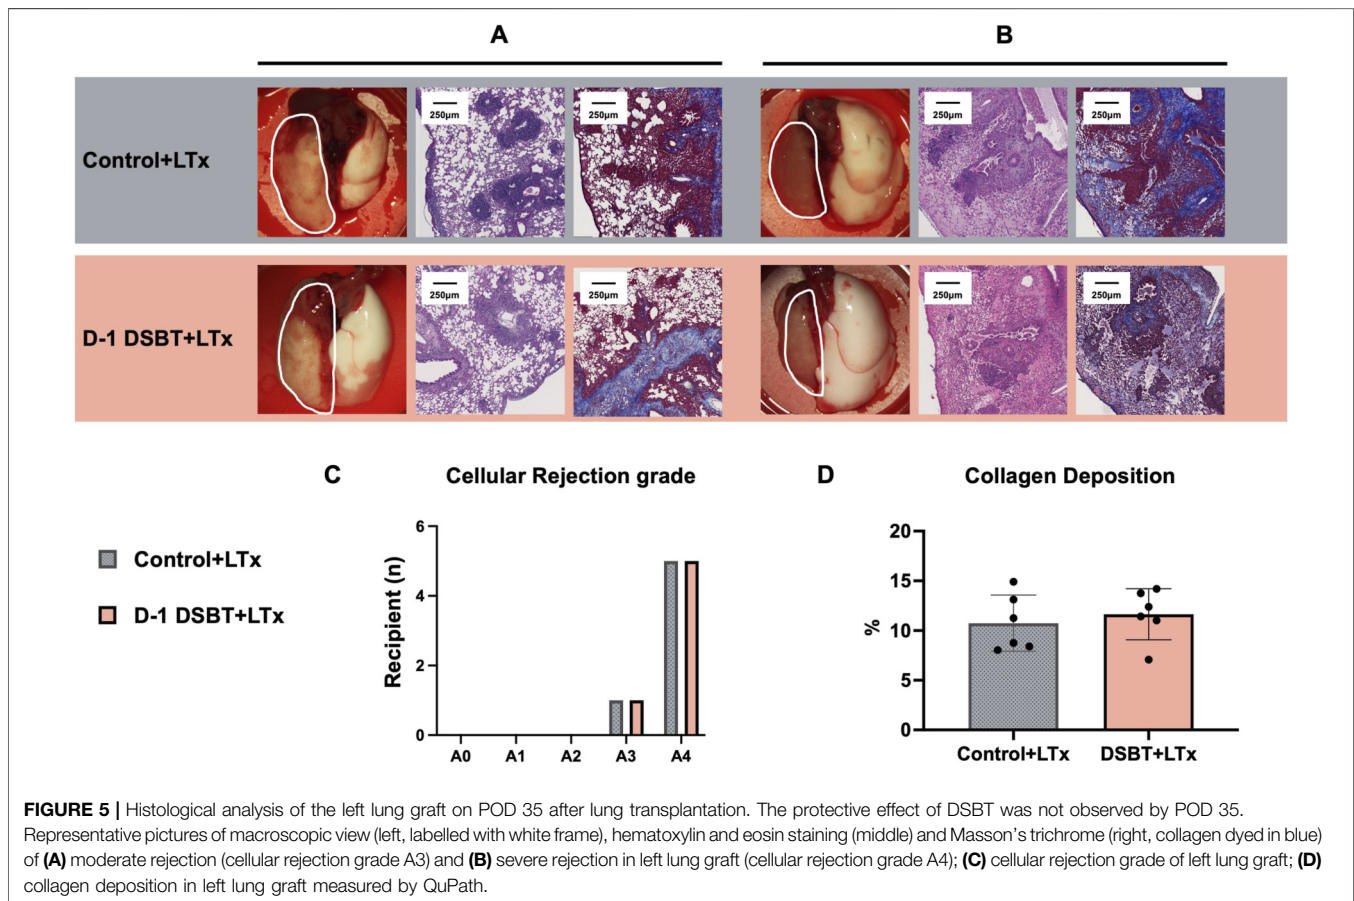 A
B
Control+LTx
250µm
250µm
250µm
250µm
D-1 DSBT+LTx
250µm
250µm
250µm
250µm
C
Cellular Rejection grade
Control+LTx
D-1 DSBT+LTx
Recipient (n)
6
4
2
0
A0 A1 A2 A3 A4
D
Collagen Deposition
%
20
15
10
5
0
Control+LTx DSBT+LTx
FIGURE 5 | Histological analysis of the left lung graft on POD 35 after lung transplantation. The protective effect of DSBT was not observed by POD 35.
Representative pictures of macroscopic view (left, labelled with white frame), hematoxylin and eosin staining (middle) and Masson's trichrome (right, collagen dyed in blue)
of (A) moderate rejection (cellular rejection grade A3) and (B) severe rejection in left lung graft (cellular rejection grade A4); (C) cellular rejection grade of left lung graft; (D)
collagen deposition in left lung graft measured by QuPath.